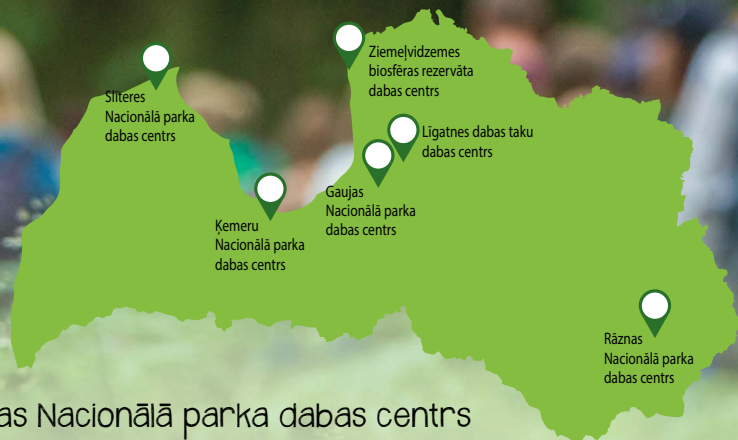 Ziemeļvidzemes
biosfēras rezervāta
dabas centrs
Slīteres
Nacionālā parka
dabas centrs
Līgatnes dabas taku
dabas centrs
Gaujas
Nacionālā parka
dabas centrs
Ķemeru
Nacionālā parka
dabas centrs
Rāznas
Nacionālā parka
dabas centrs
as Nacionālā parka dabas centrs